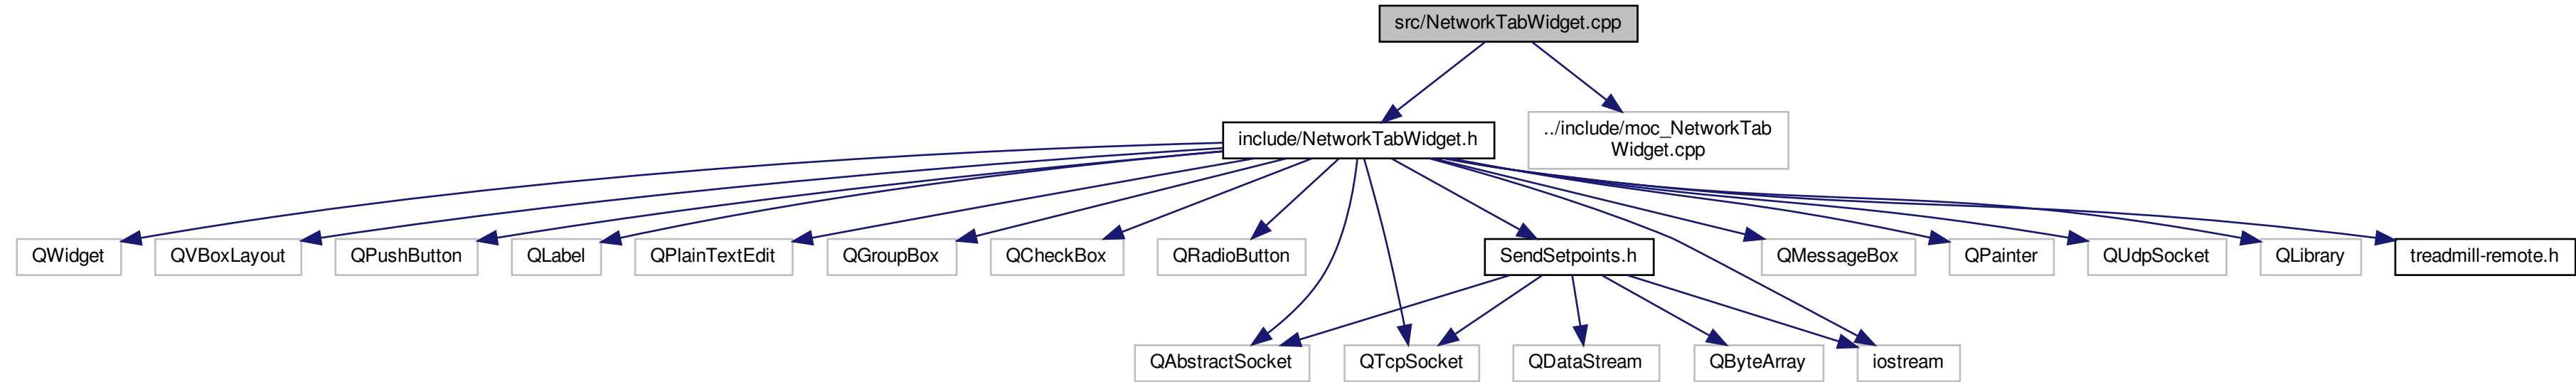 src/NetworkTabWidget.cpp
include/NetworkTabWidget.h
../include/moc_NetworkTab
Widget.cpp
QWidget
QVBoxLayout
QPushButton
QLabel
QPlainTextEdit
QGroupBox
QCheckBox
QRadioButton
SendSetpoints.h
QMessageBox
QPainter
QUdpSocket
QLibrary
treadmill-remote.h
QAbstractSocket
QTcpSocket
QDataStream
QByteArray
iostream